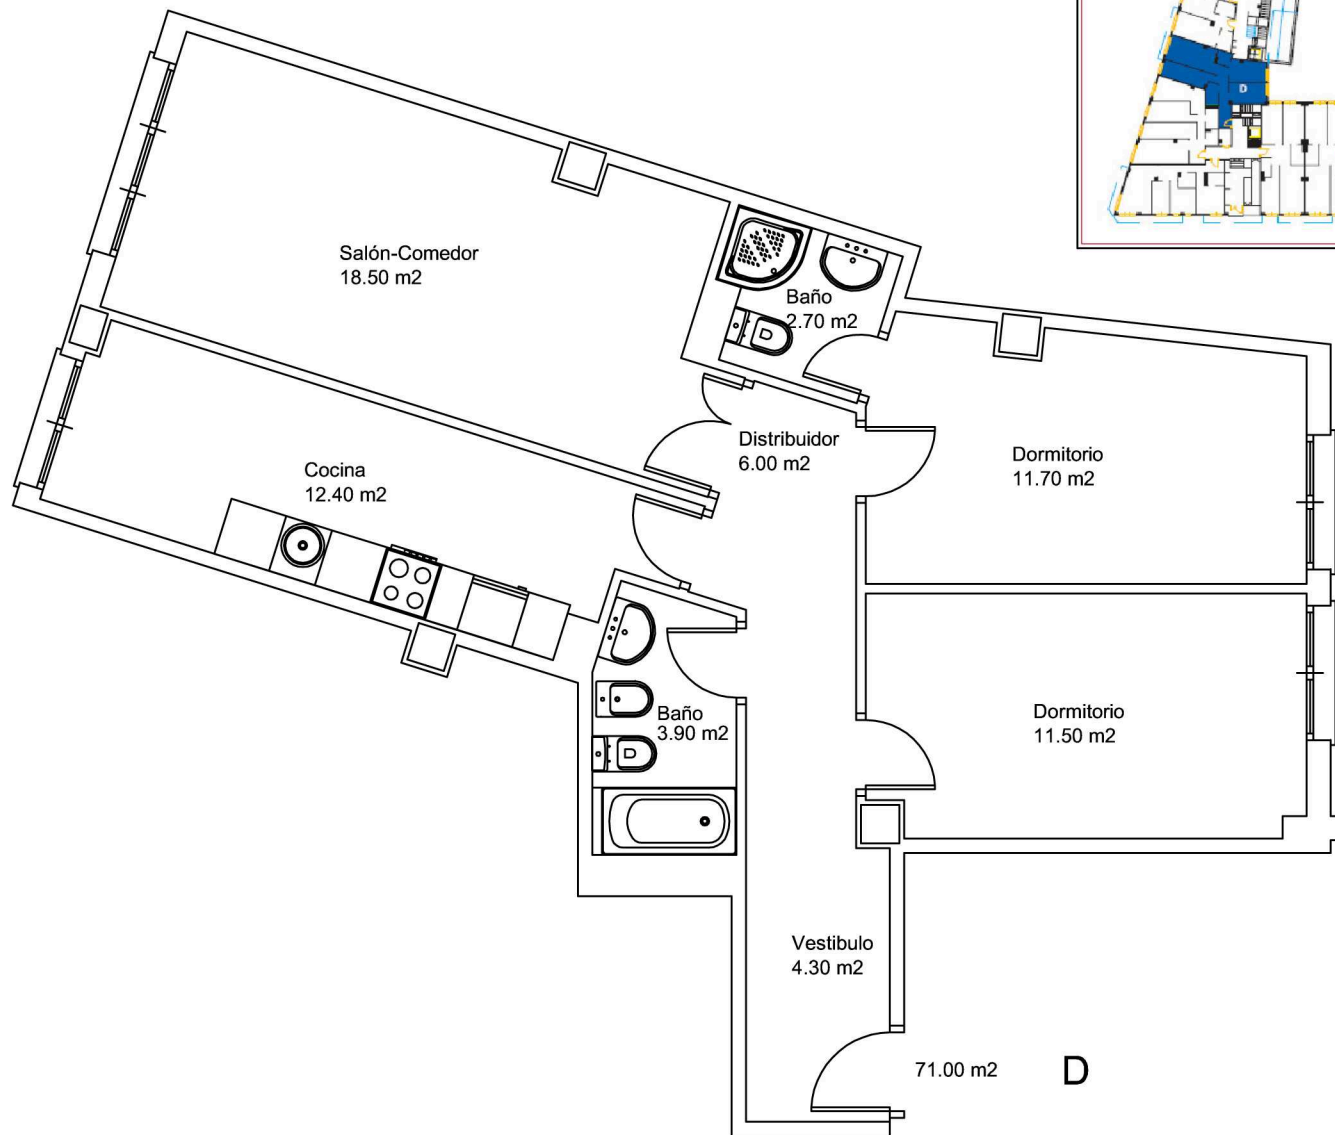 D
Salón-Comedor
18.50 m2
Baño
2.70 m2
Distribuidor
6.00 m2
Dormitorio
11.70 m2
Cocina
12.40 m2
Baño
3.90 m2
Dormitorio
11.50 m2
Vestibulo
4.30 m2
71.00 m2
D